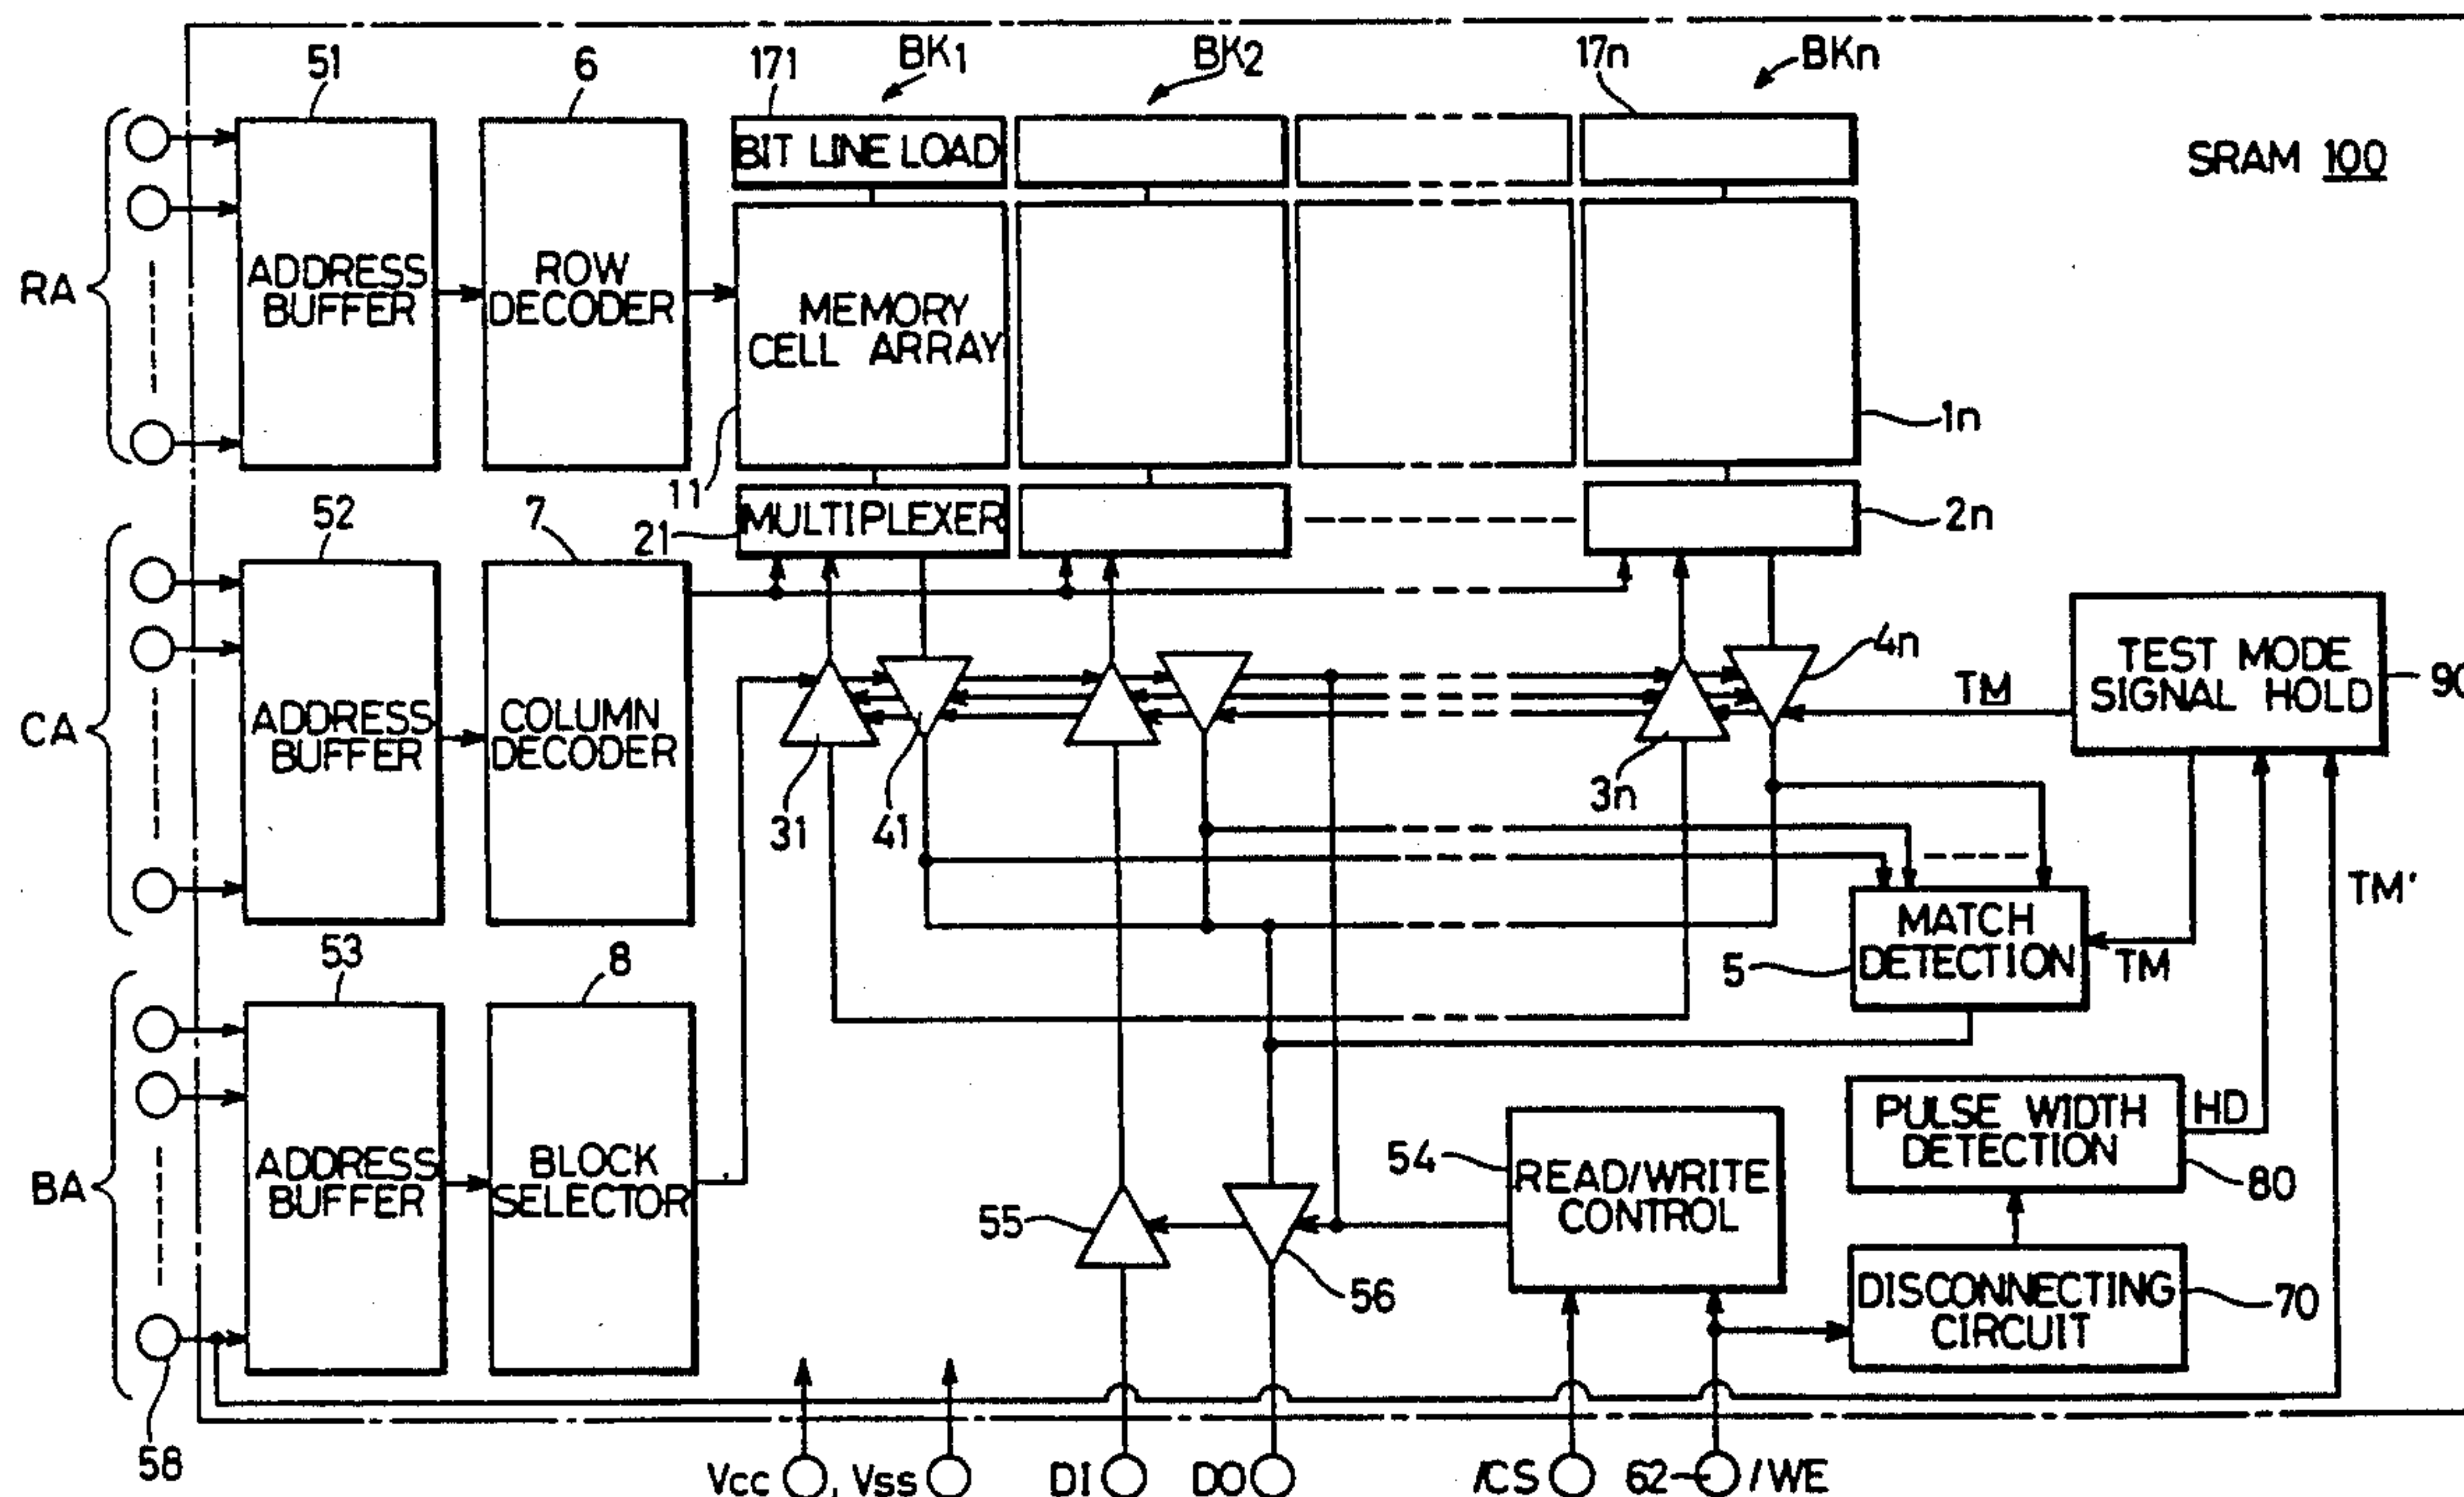 51
6
171
BK1
BK2
17n
BKn
SRAM 100
BIT LINE LOAD
RA
ADDRESS
BUFFER
ROW
DECODER
MEMORY
CELL ARRAY
11
1n
52
7
21
MULTIPLEXER
2n
CA
ADDRESS
BUFFER
COLUMN
DECODER
31
41
3n
4n
TM
TEST MODE
SIGNAL HOLD
TM'
MATCH
DETECTION
5
TM
53
8
BA
ADDRESS
BUFFER
BLOCK
SELECTOR
PULSE WIDTH
DETECTION
HD
80
54
READ/WRITE
CONTROL
55
56
DISCONNECTING
CIRCUIT
70
58
Vcc , Vss DI DO /CS 62 /WE